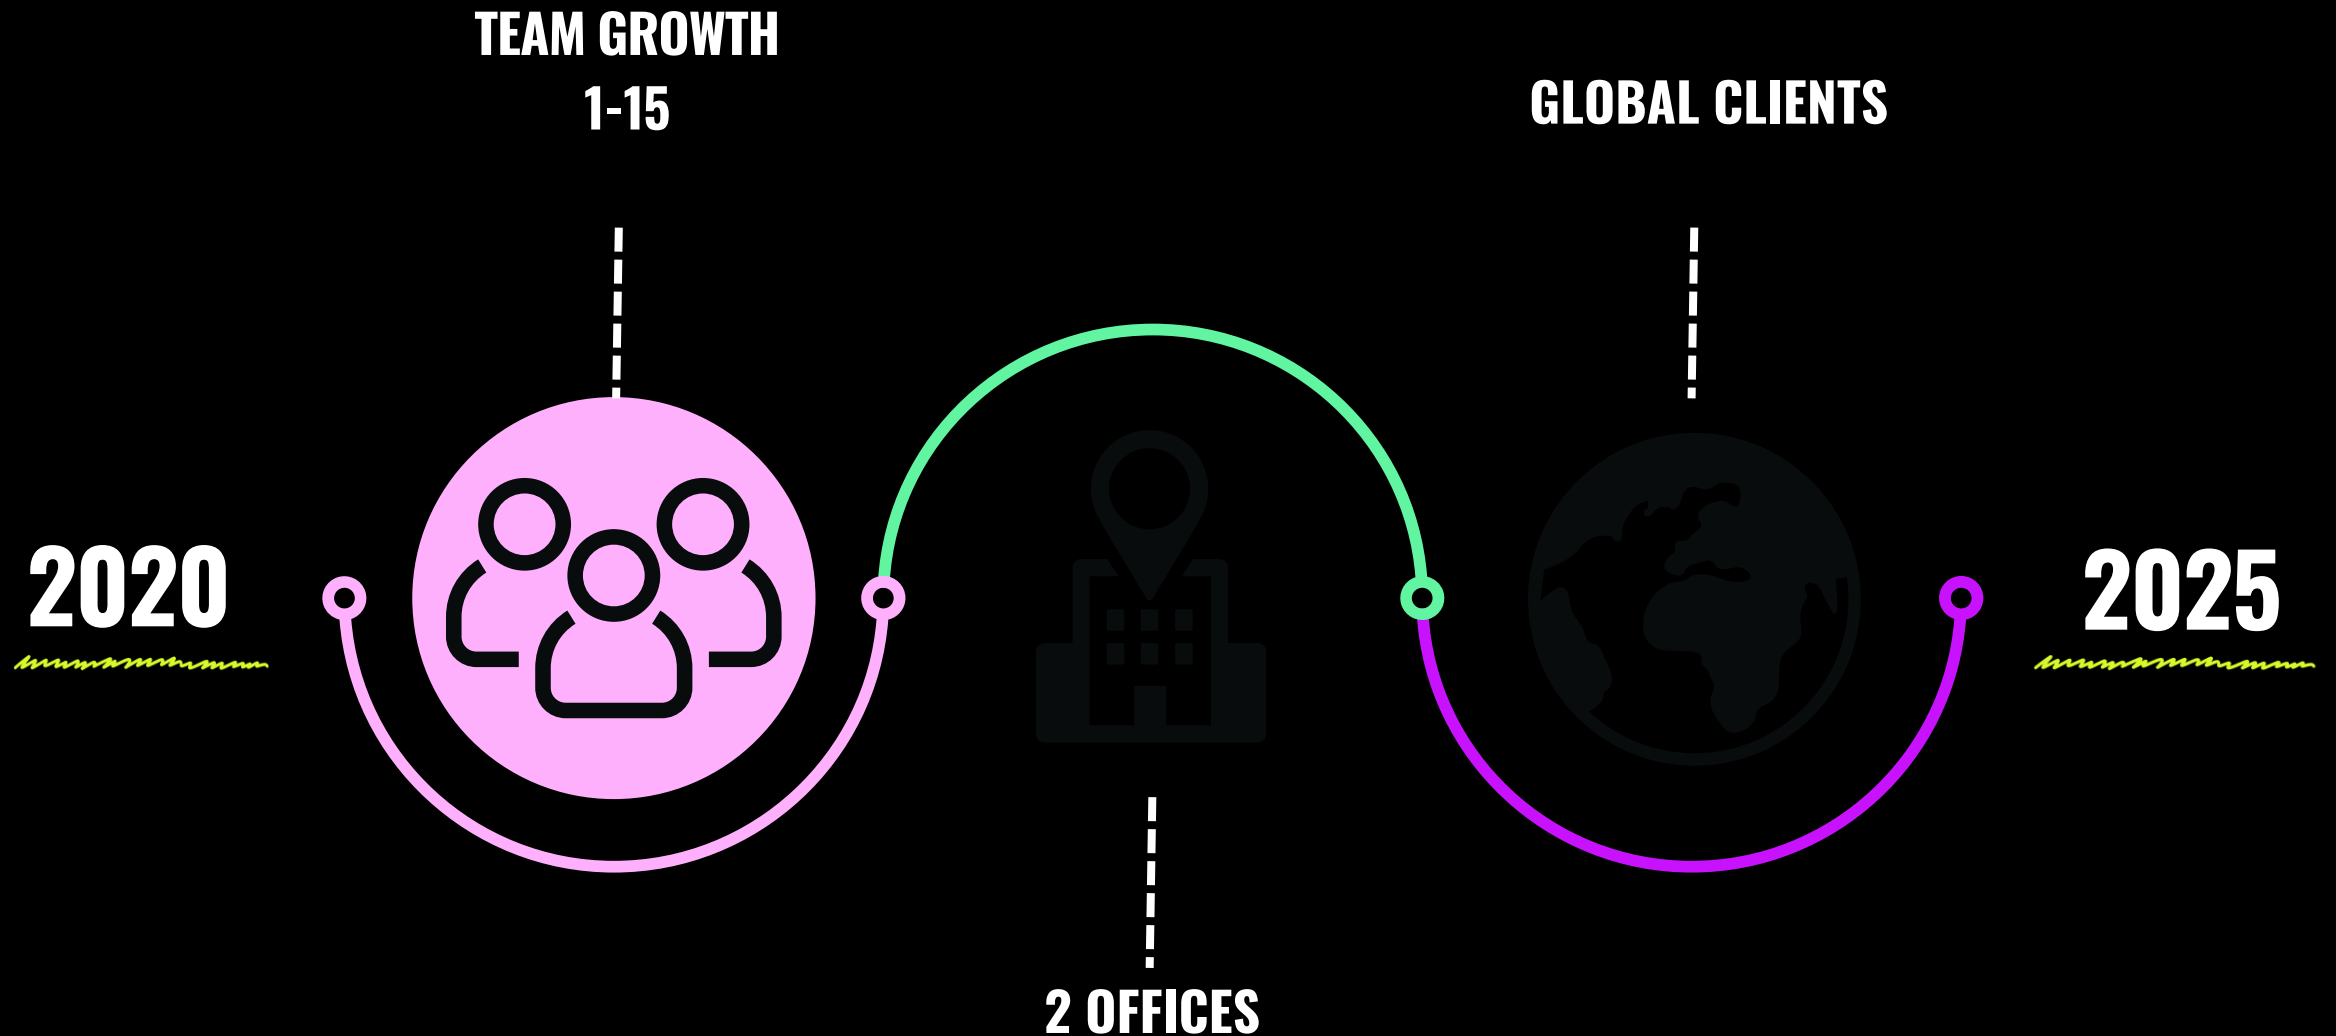 TEAM GROWTH
1-15
GLOBAL CLIENTS
2020
2025
2 OFFICES